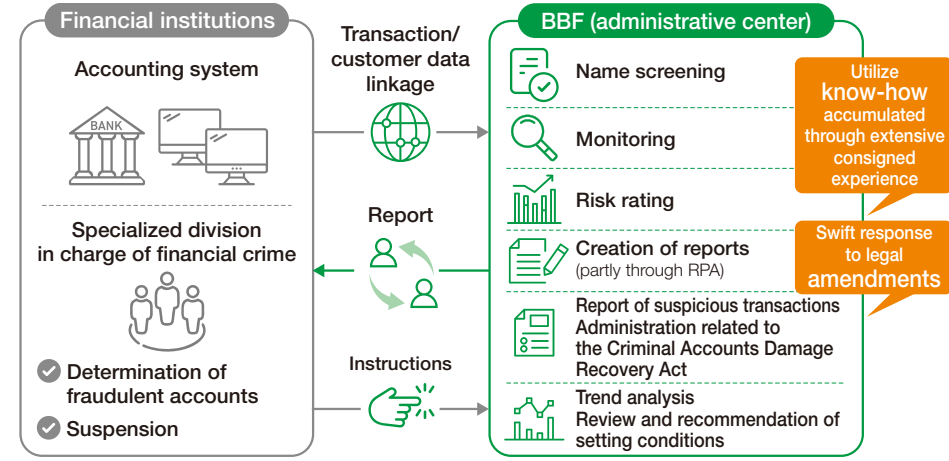 Financial institutions
Accounting system
BANK
Specialized division
in charge of financial crime
Determination of
fraudulent accounts
Suspension
Transaction/
customer data
linkage
Report
Instructions
BBF (administrative center)
Name screening
Monitoring
Risk rating
Creation of reports
(partly through RPA)
Report of suspicious transactions
Administration related to
the Criminal Accounts Damage
Recovery Act
Trend analysis
Review and recommendation of
setting conditions
Utilize
know-how
accumulated
through extensive
consigned
experience
Swift response
to legal
amendments